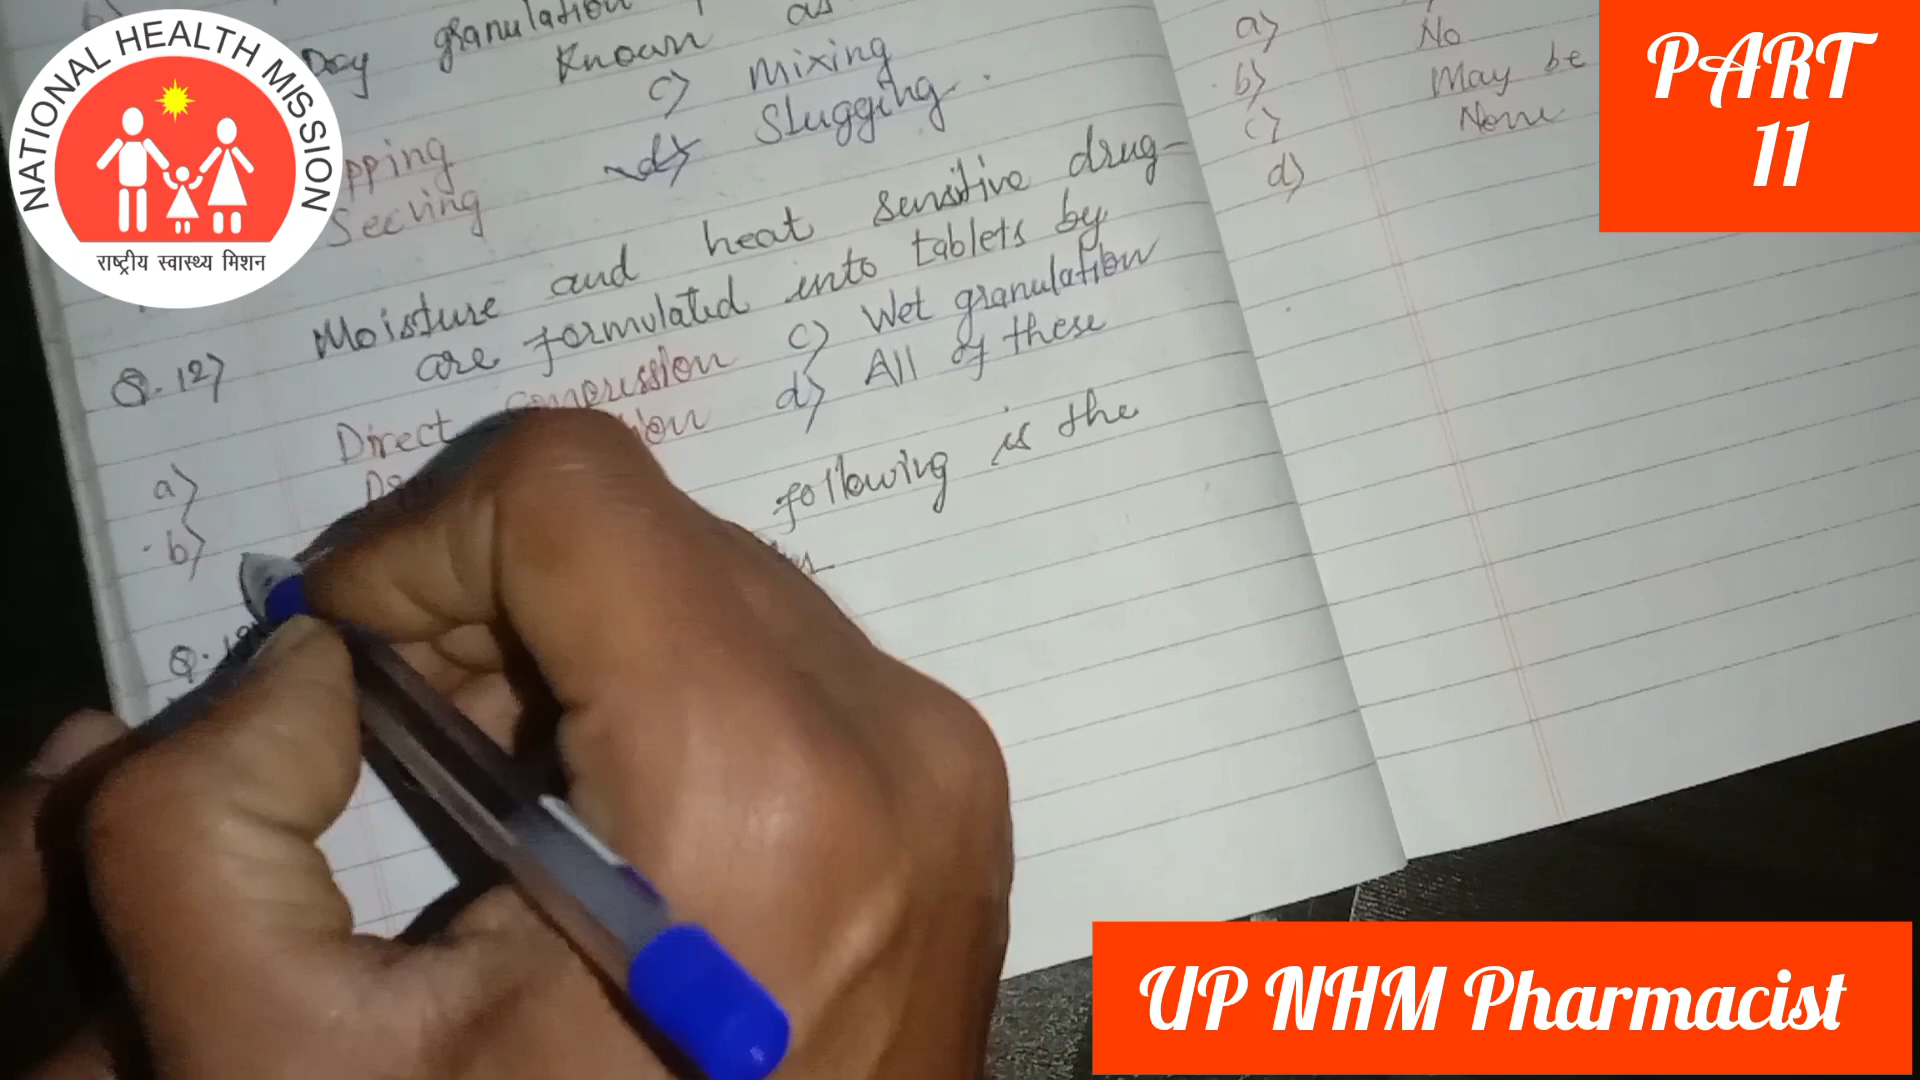 NATIONAL HEALTH MISSION
राष्ट्रीय स्वास्थ्य मिशन
PART
11
b)
Day granulation
Known as
c) Mixing
pping
d) Slugging
Seeving
Q.12) Moisture and heat sensitive drug-
are formulated into tablets by
a) Direct c) Wet granulation
b) d) All of these
Q.
following is the
a) No
b) May be
c) None
d)
UP NHM Pharmacist